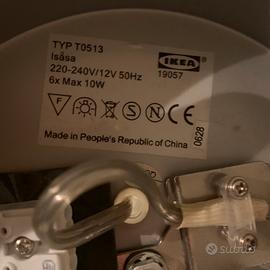 TYP T0513
Isåsa
220-240V/12V 50Hz
6x Max 10W
IKEA
19057
F
S
Made in People's Republic of China
0628
subito